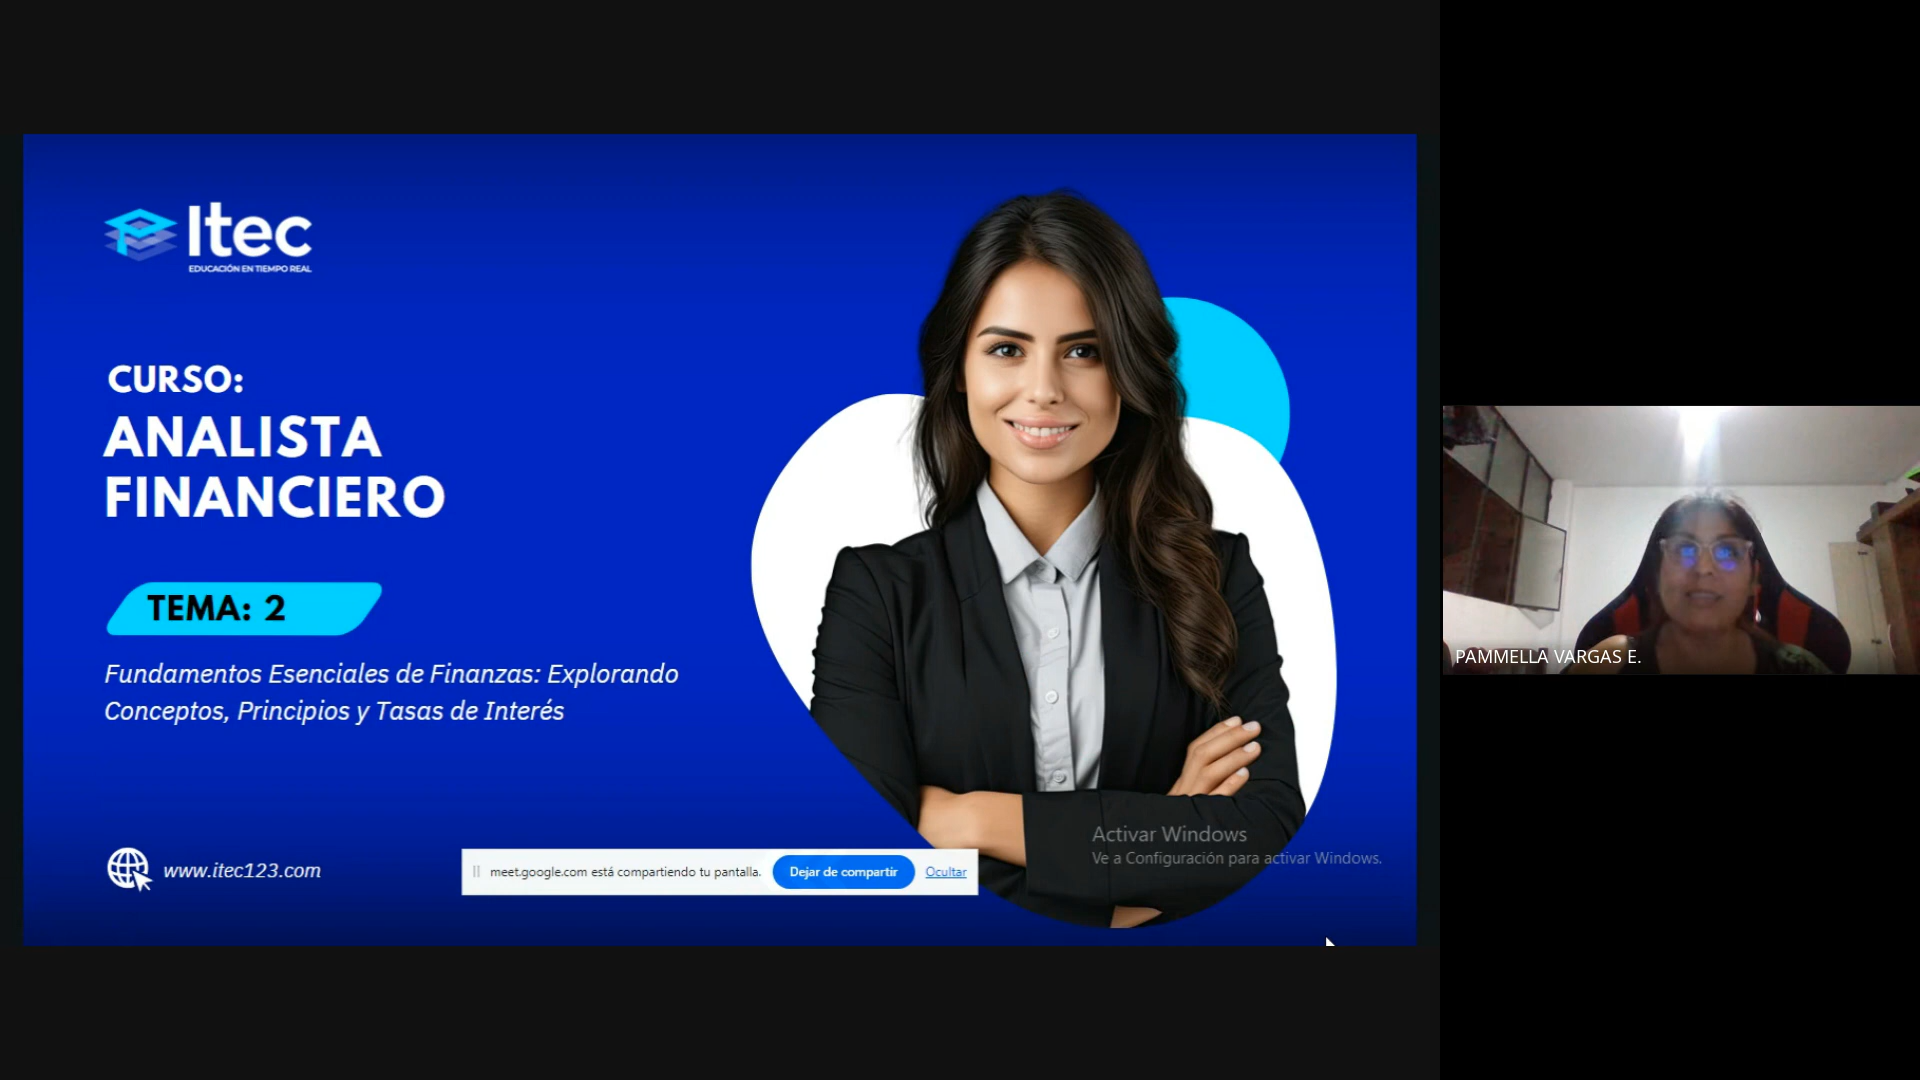 Itec
EDUCACIÓN EN TIEMPO REAL
CURSO:
ANALISTA
FINANCIERO
TEMA: 2
Fundamentos Esenciales de Finanzas: Explorando
Conceptos, Principios y Tasas de Interés
www.itec123.com
meet.google.com está compartiendo tu pantalla.
Dejar de compartir
Ocultar
Activar Windows
Ve a Configuración para activar Windows.
PAMMELLA VARGAS E.